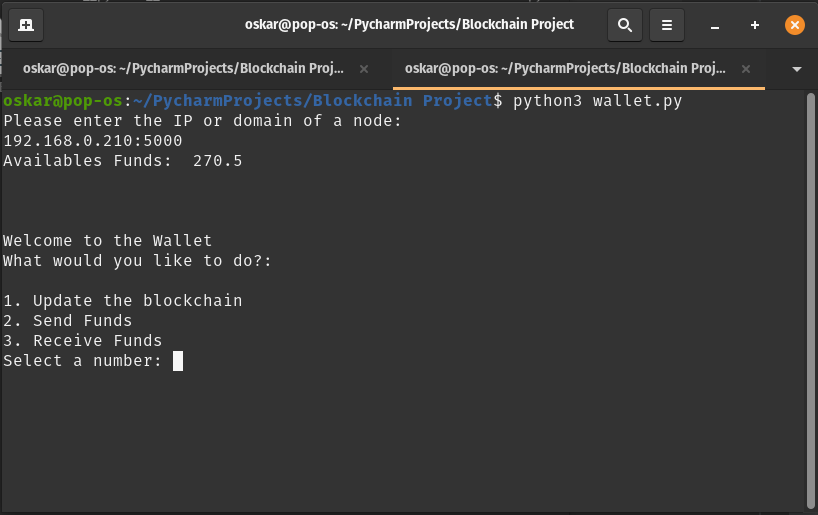 oskar@pop-os: ~/PycharmProjects/Blockchain Project
oskar@pop-os: ~/PycharmProjects/Blockchain Proj...
oskar@pop-os: ~/PycharmProjects/Blockchain Proj...
oskar@pop-os:~/PycharmProjects/Blockchain Project$ python3 wallet.py
Please enter the IP or domain of a node:
192.168.0.210:5000
Availables Funds:  270.5
Welcome to the Wallet
What would you like to do?:
1. Update the blockchain
2. Send Funds
3. Receive Funds
Select a number: